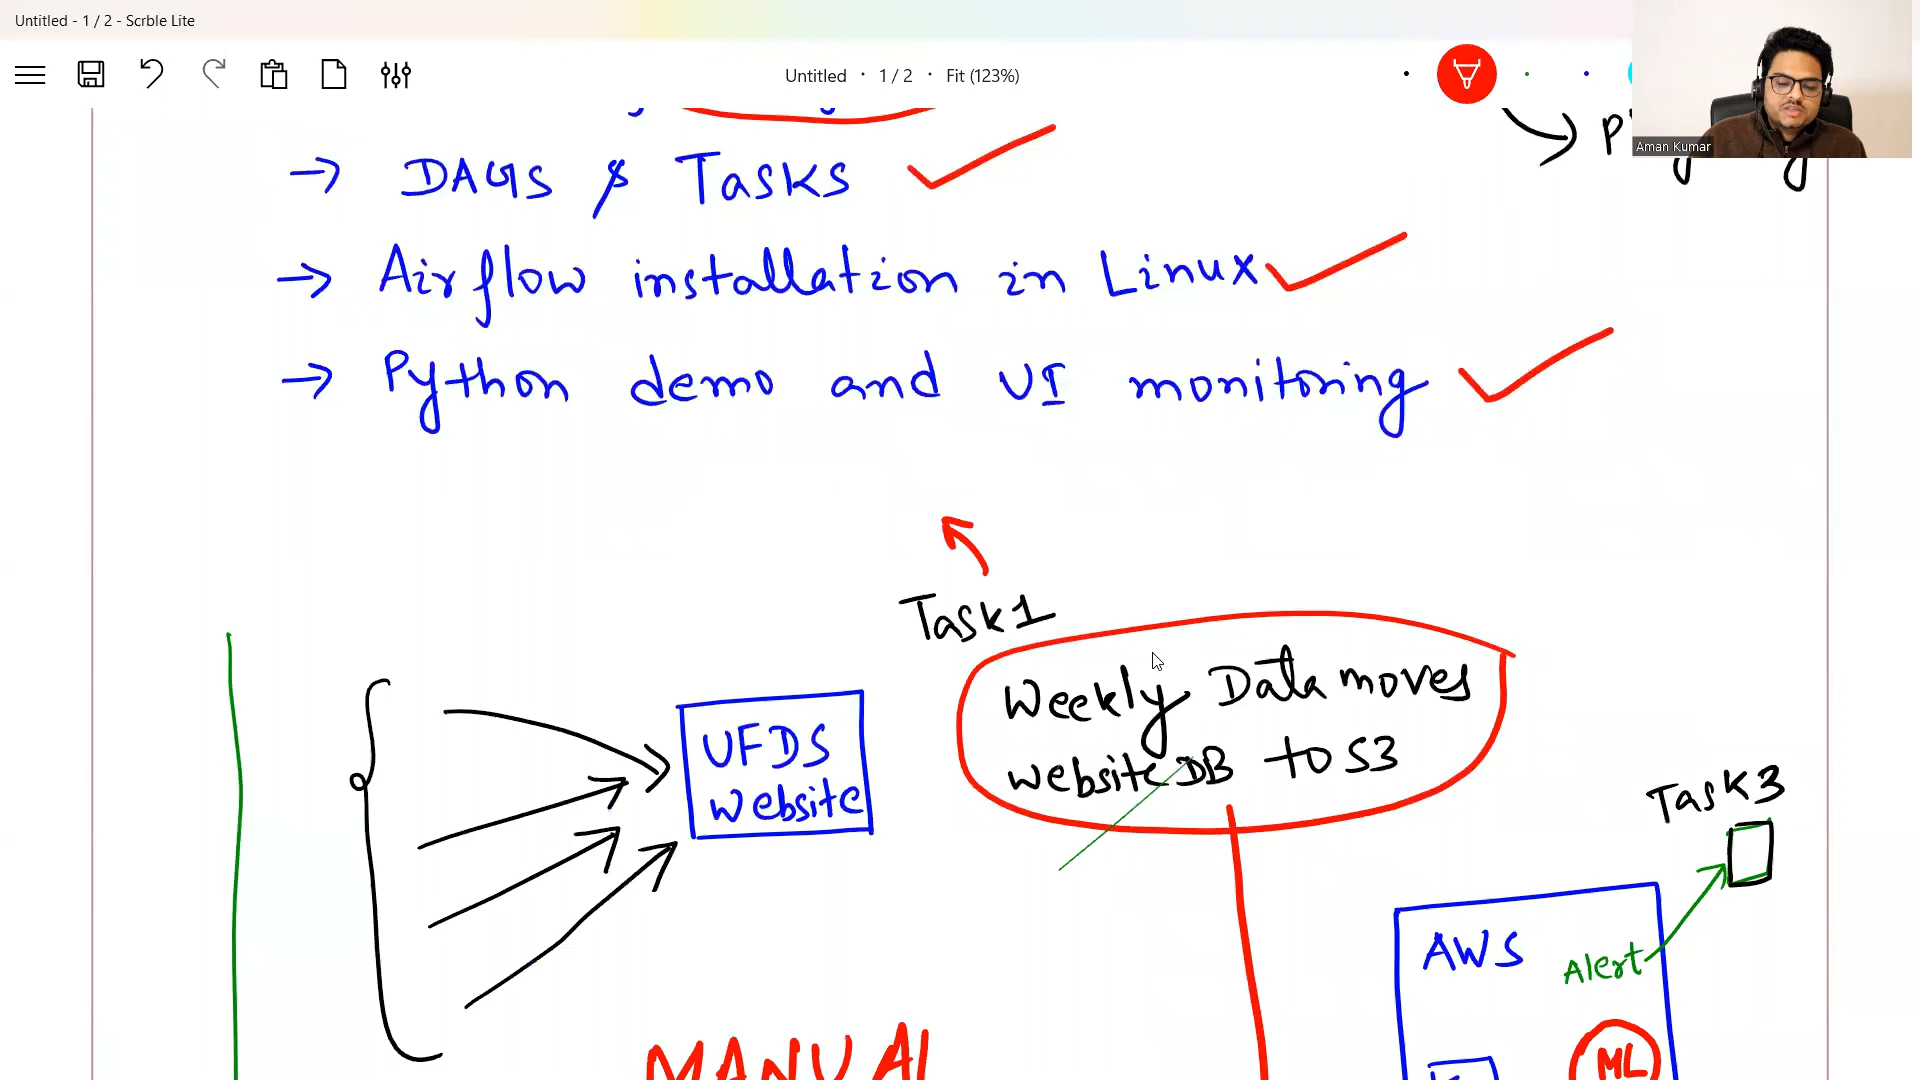 Untitled - 1 / 2 - Scrble Lite
Untitled • 1 / 2 • Fit (123%)
Aman Kumar
→ DAGs & Tasks ✓
→ Airflow installation in Linux ✓
→ Python demo and UI monitoring ✓
Task1
Weekly Data moves
website DB to S3
UFDS
website
Task3
AWS
Alert
MANUAL
ML